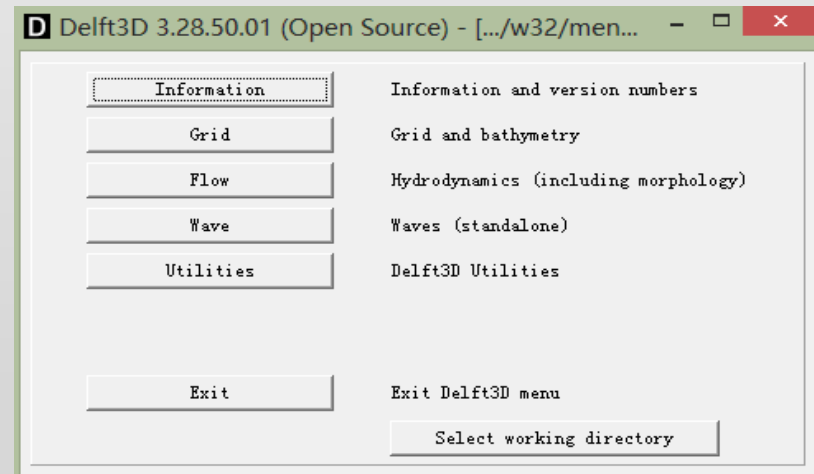 D Delft3D 3.28.50.01 (Open Source) - [.../w32/men...
Information Information and version numbers
Grid Grid and bathymetry
Flow Hydrodynamics (including morphology)
Wave Waves (standalone)
Utilities Delft3D Utilities
Exit Exit Delft3D menu
Select working directory